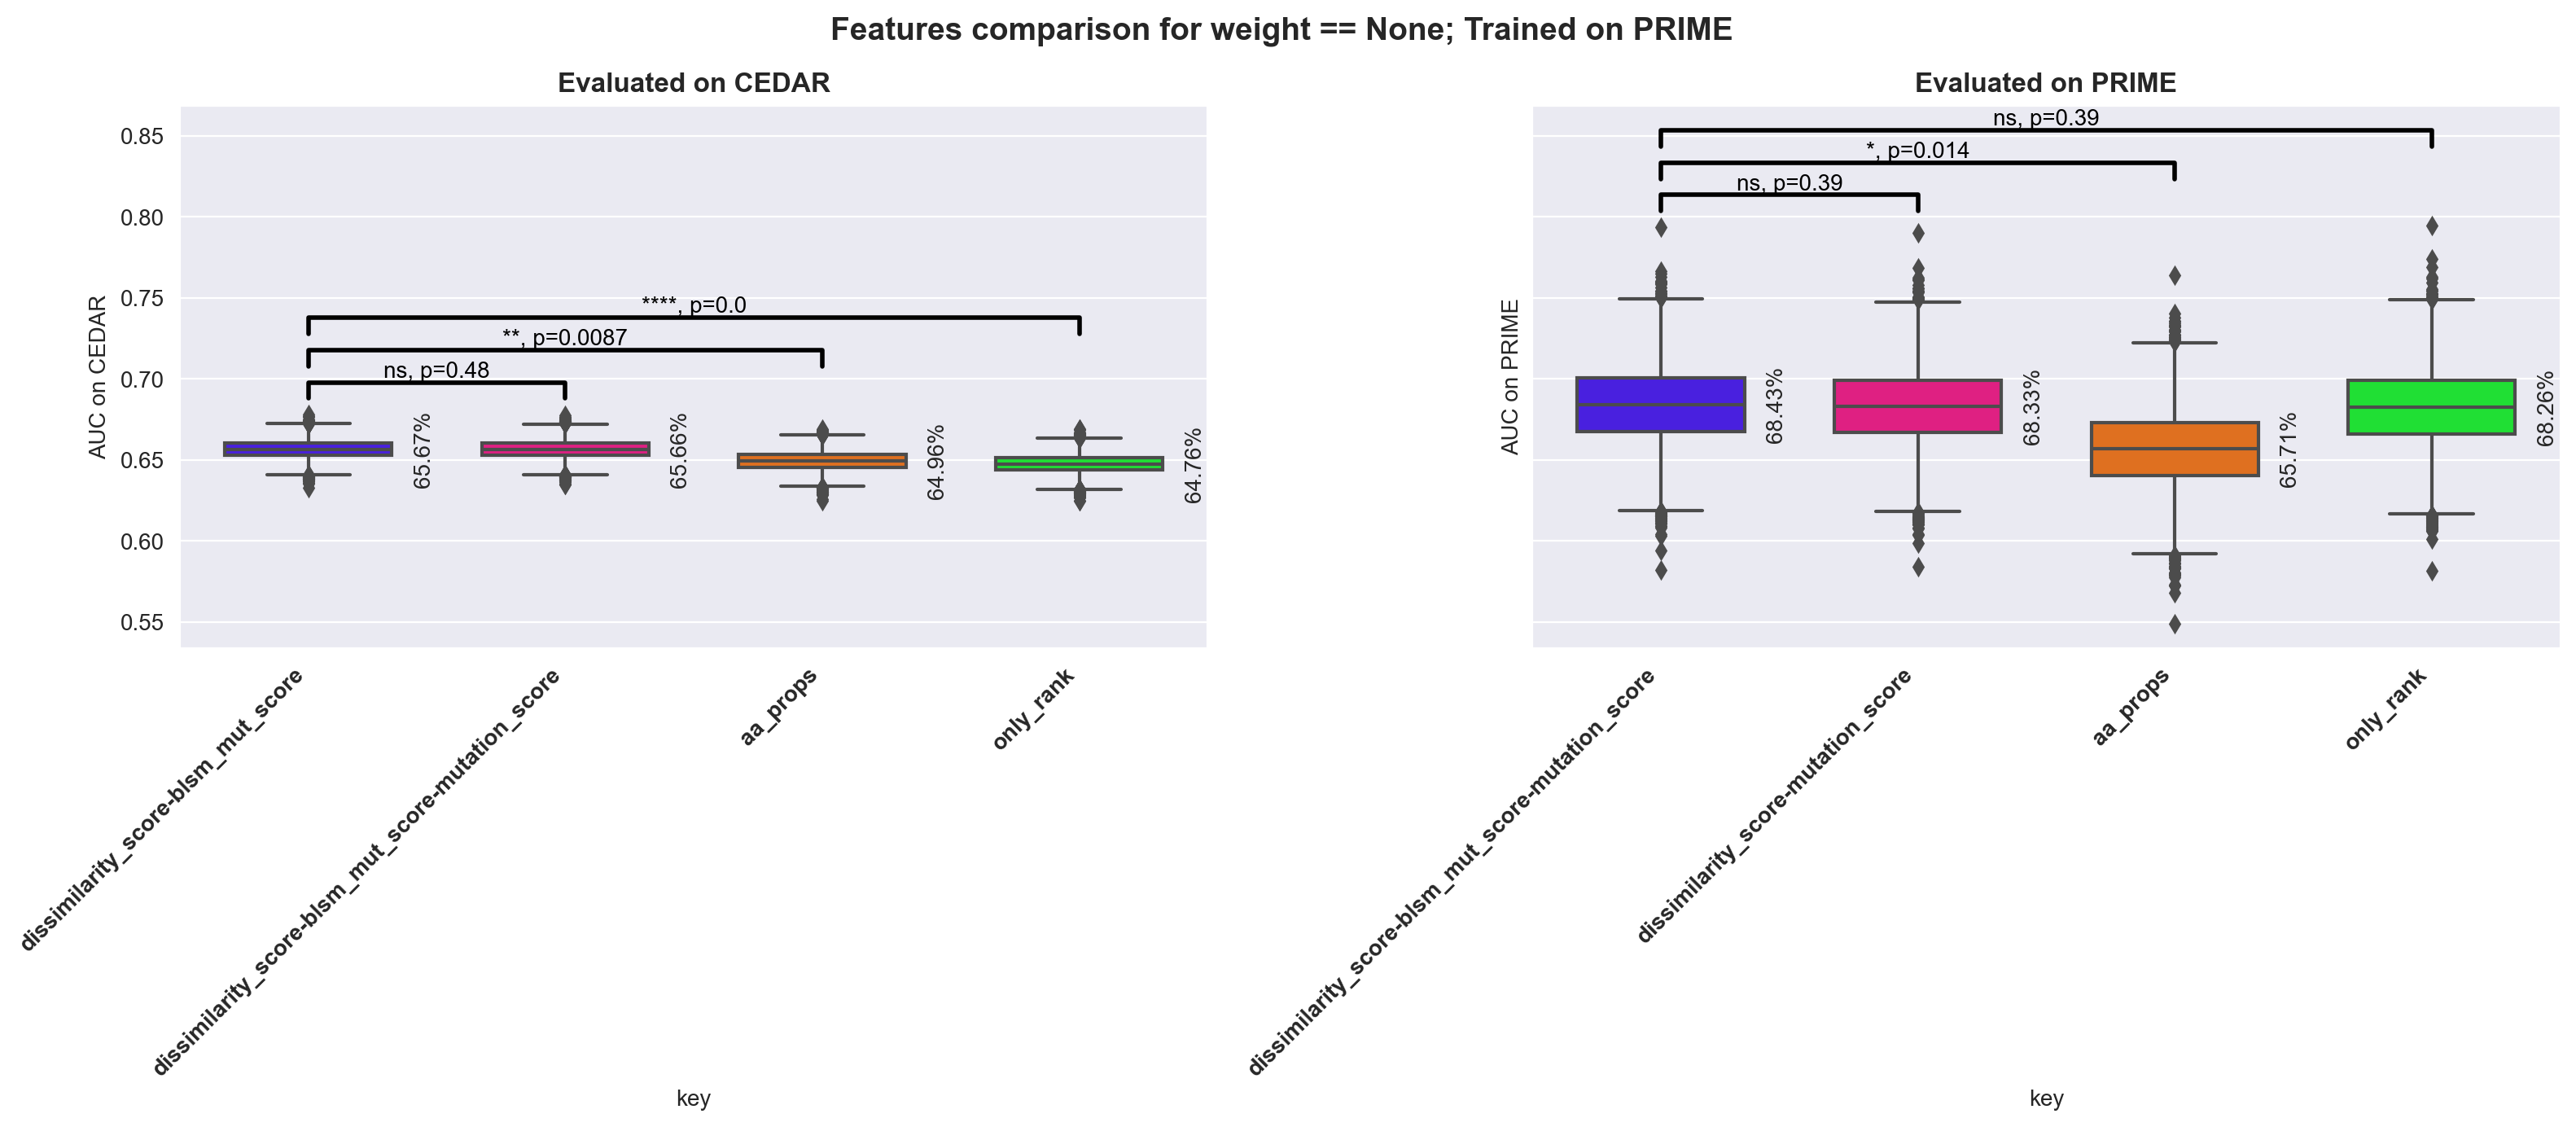 Features comparison for weight == None; Trained on PRIME
Evaluated on CEDAR
AUC on CEDAR
0.85
0.80
0.75
0.70
0.65
0.60
0.55
****, p=0.0
**, p=0.0087
ns, p=0.48
65.67%
65.66%
64.96%
64.76%
dissimilarity_score-blsm_mut_score
dissimilarity_score-blsm_mut_score-mutation_score
aa_props
only_rank
key
Evaluated on PRIME
AUC on PRIME
ns, p=0.39
*, p=0.014
ns, p=0.39
68.43%
68.33%
65.71%
68.26%
dissimilarity_score-blsm_mut_score-mutation_score
dissimilarity_score-mutation_score
aa_props
only_rank
key